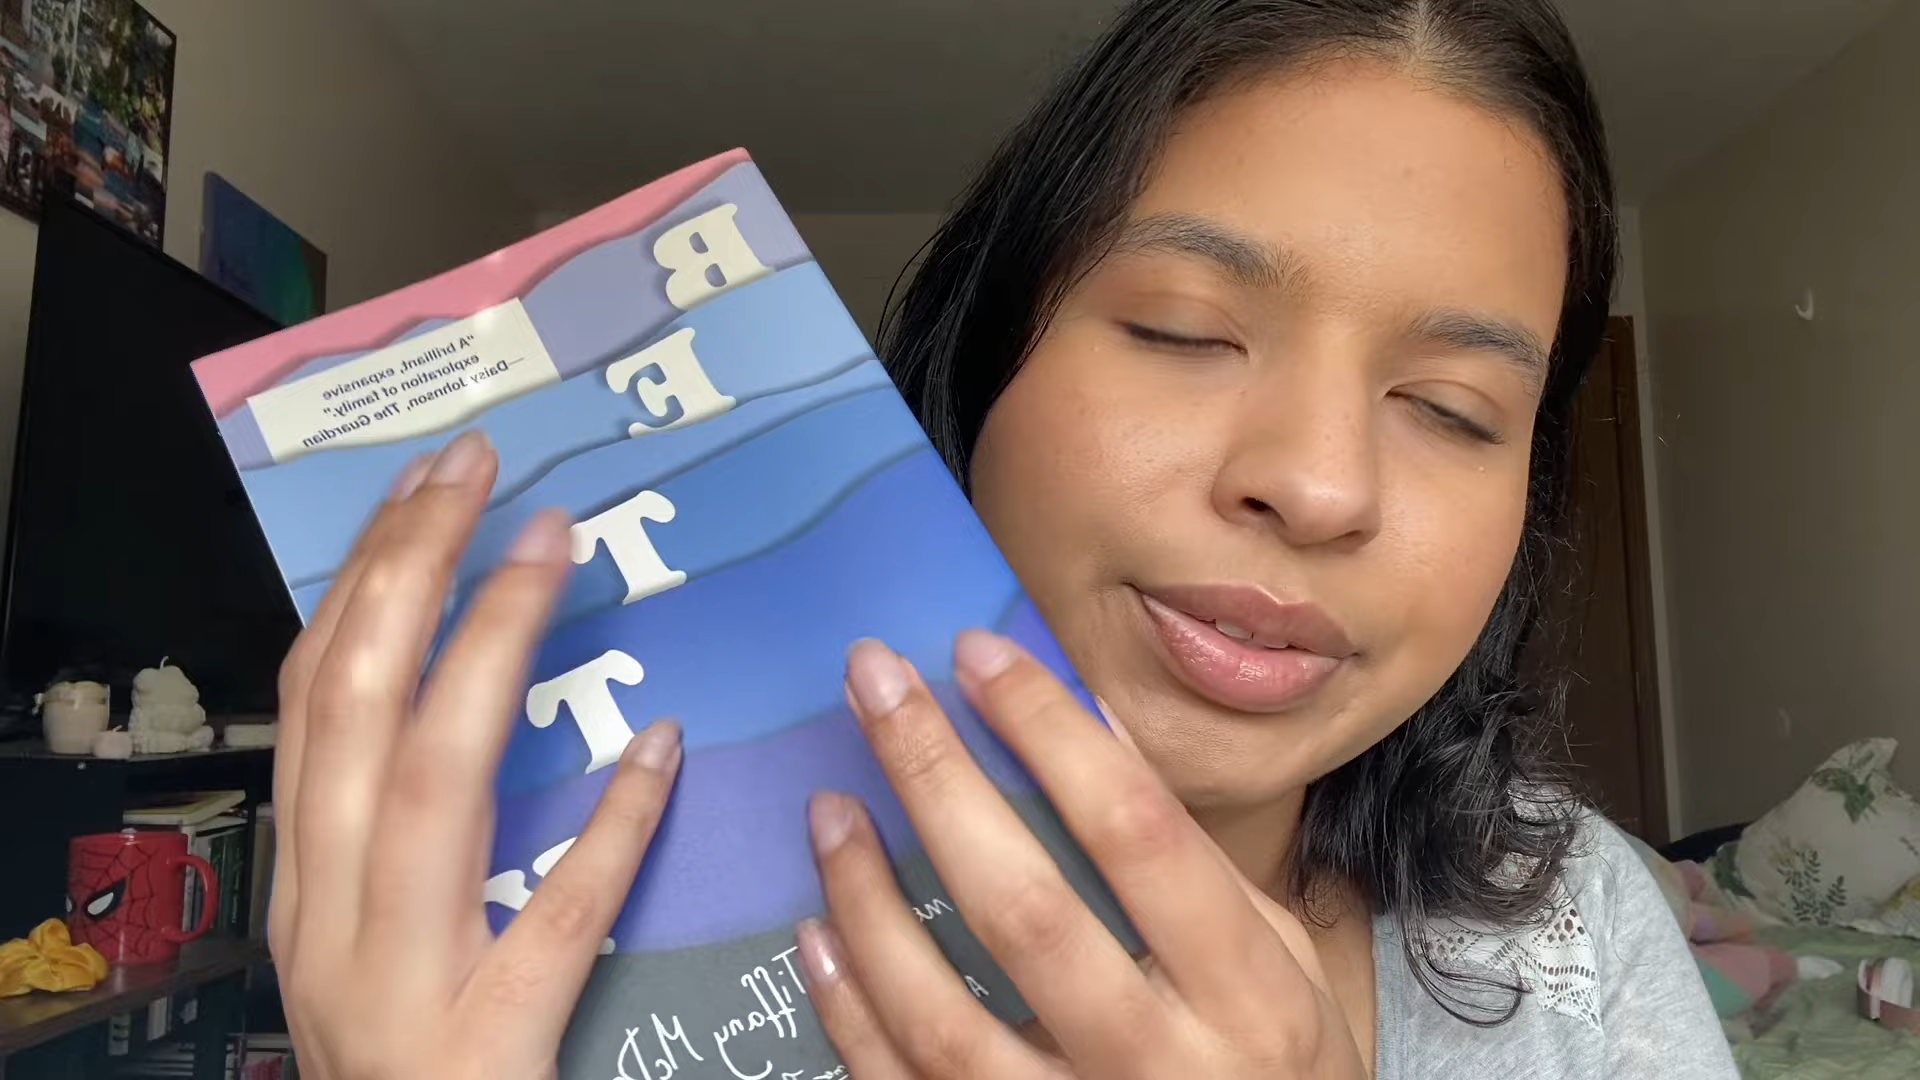 B
E
T
T
"A brilliant, expansive
exploration of family."
—Daisy Johnson, The Guardian
Tiffany